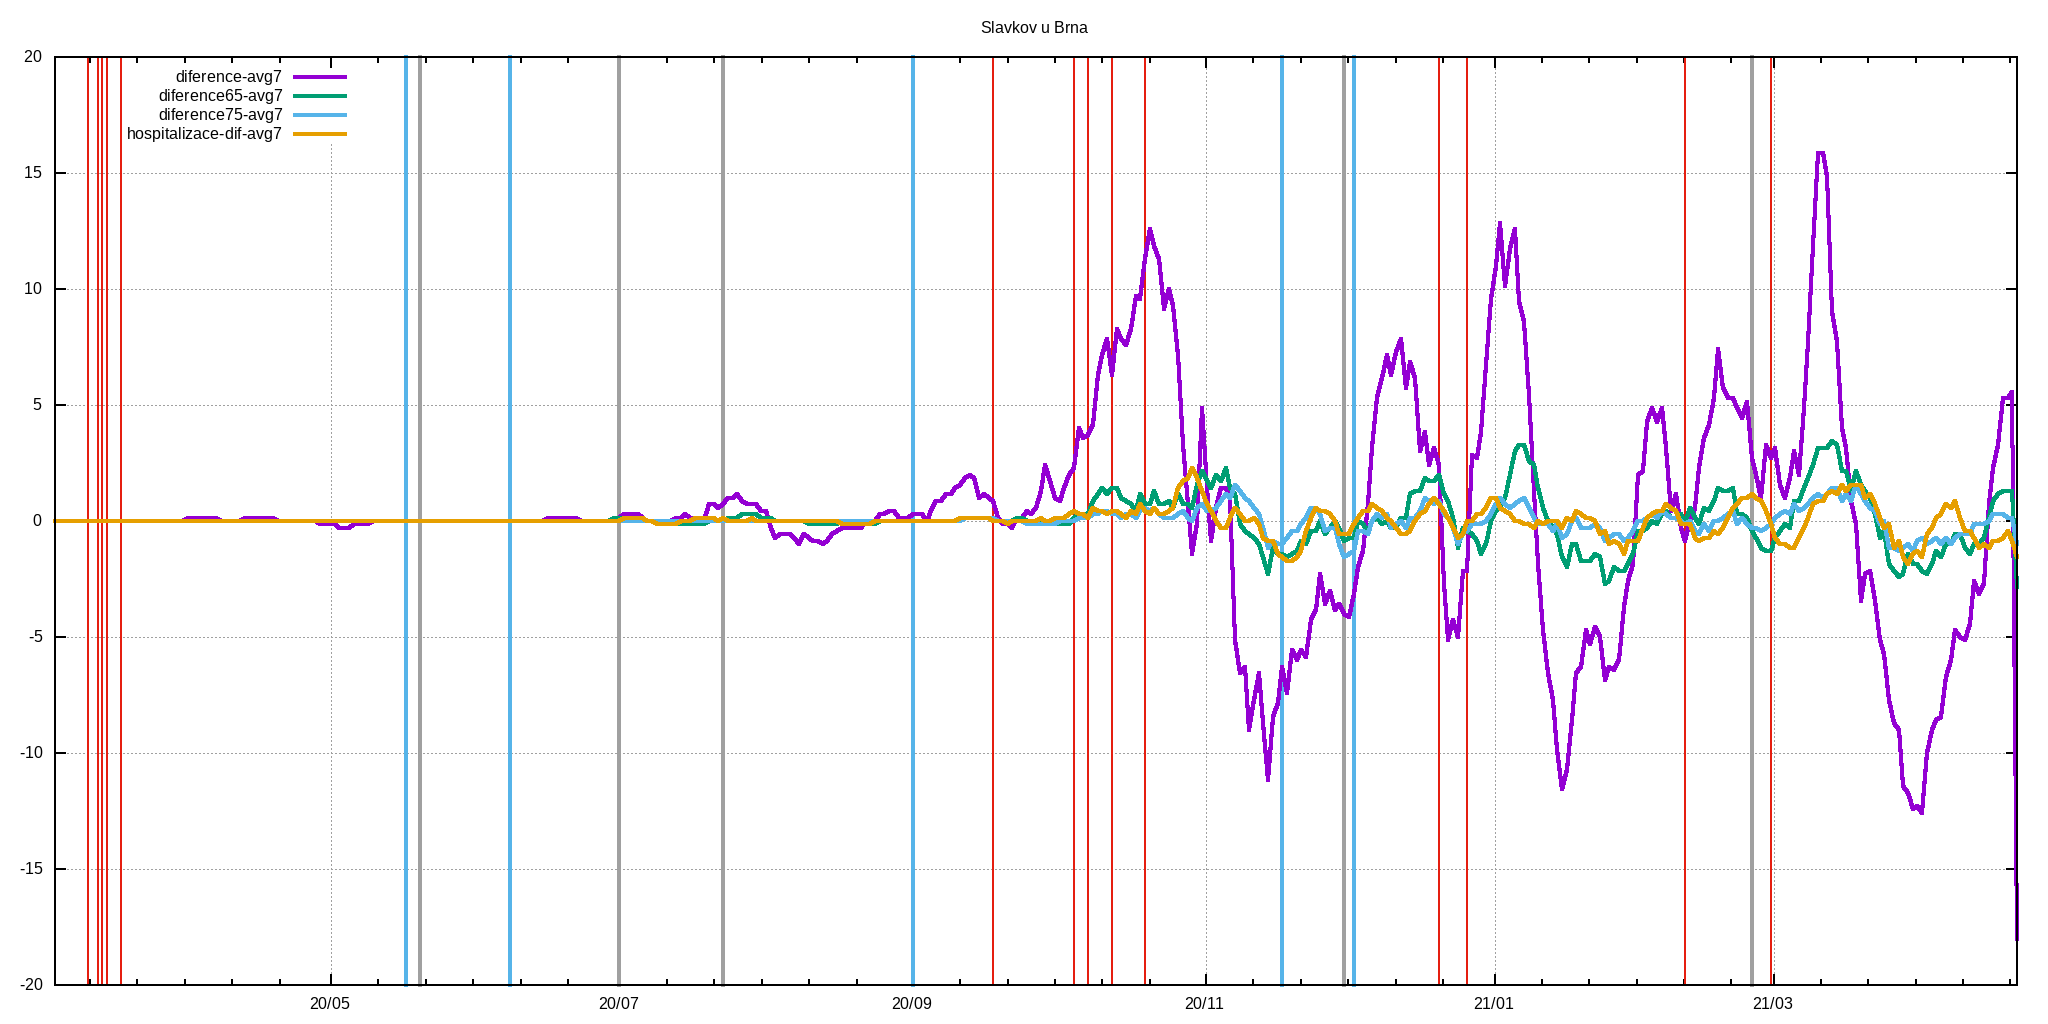 Slavkov u Brna
diference-avg7
diference65-avg7
diference75-avg7
hospitalizace-dif-avg7
20
15
10
5
0
-5
-10
-15
-20
20/05 20/07 20/09 20/11 21/01 21/03